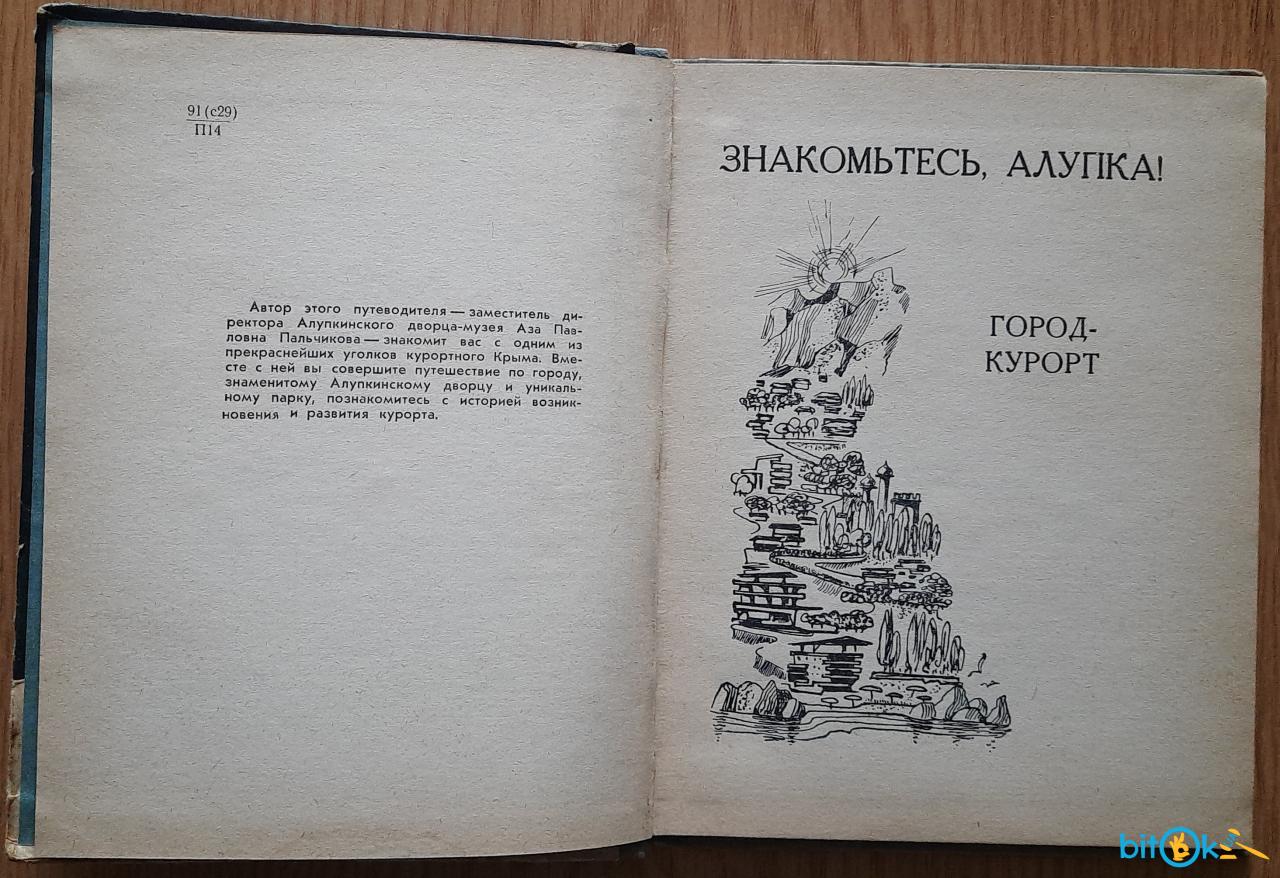 91(с29)
П14
Автор этого путеводителя — заместитель ди-
ректора Алупкинского дворца-музея Аза Пав-
ловна Пальчикова — знакомит вас с одним из
прекраснейших уголков курортного Крыма. Вме-
сте с ней вы совершите путешествие по городу,
знаменитому Алупкинскому дворцу и уникаль-
ному парку, познакомитесь с историей возник-
новения и развития курорта.
ЗНАКОМЬТЕСЬ, АЛУПКА!
ГОРОД-
КУРОРТ
bitOk